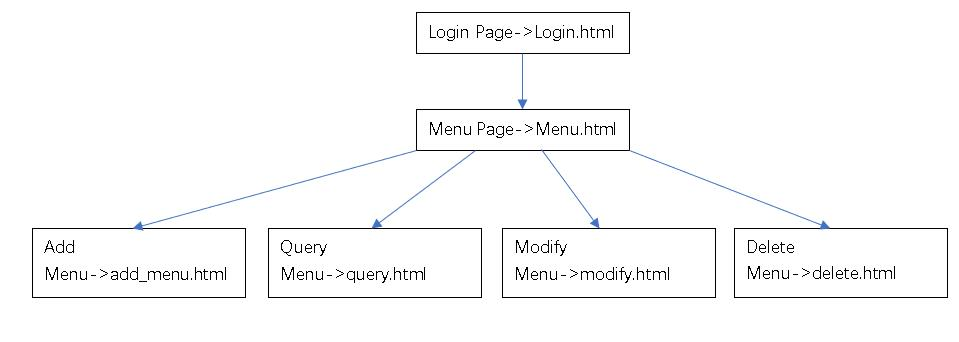 Login Page->Login.html
Menu Page->Menu.html
Add
Menu->add_menu.html
Query
Menu->query.html
Modify
Menu->modify.html
Delete
Menu->delete.html